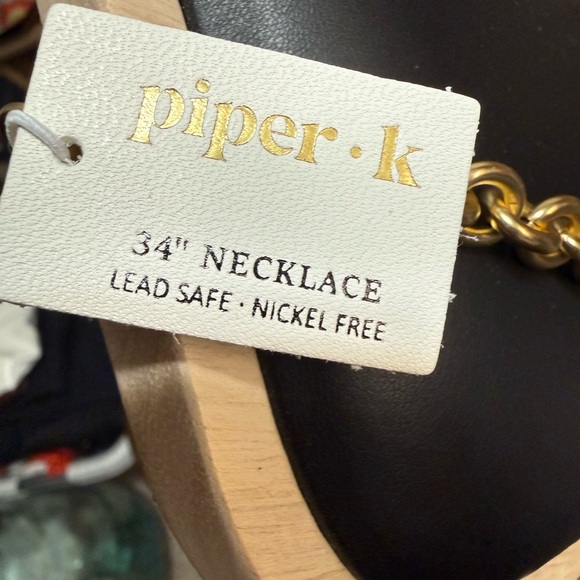 piper·k
34" NECKLACE
LEAD SAFE · NICKEL FREE